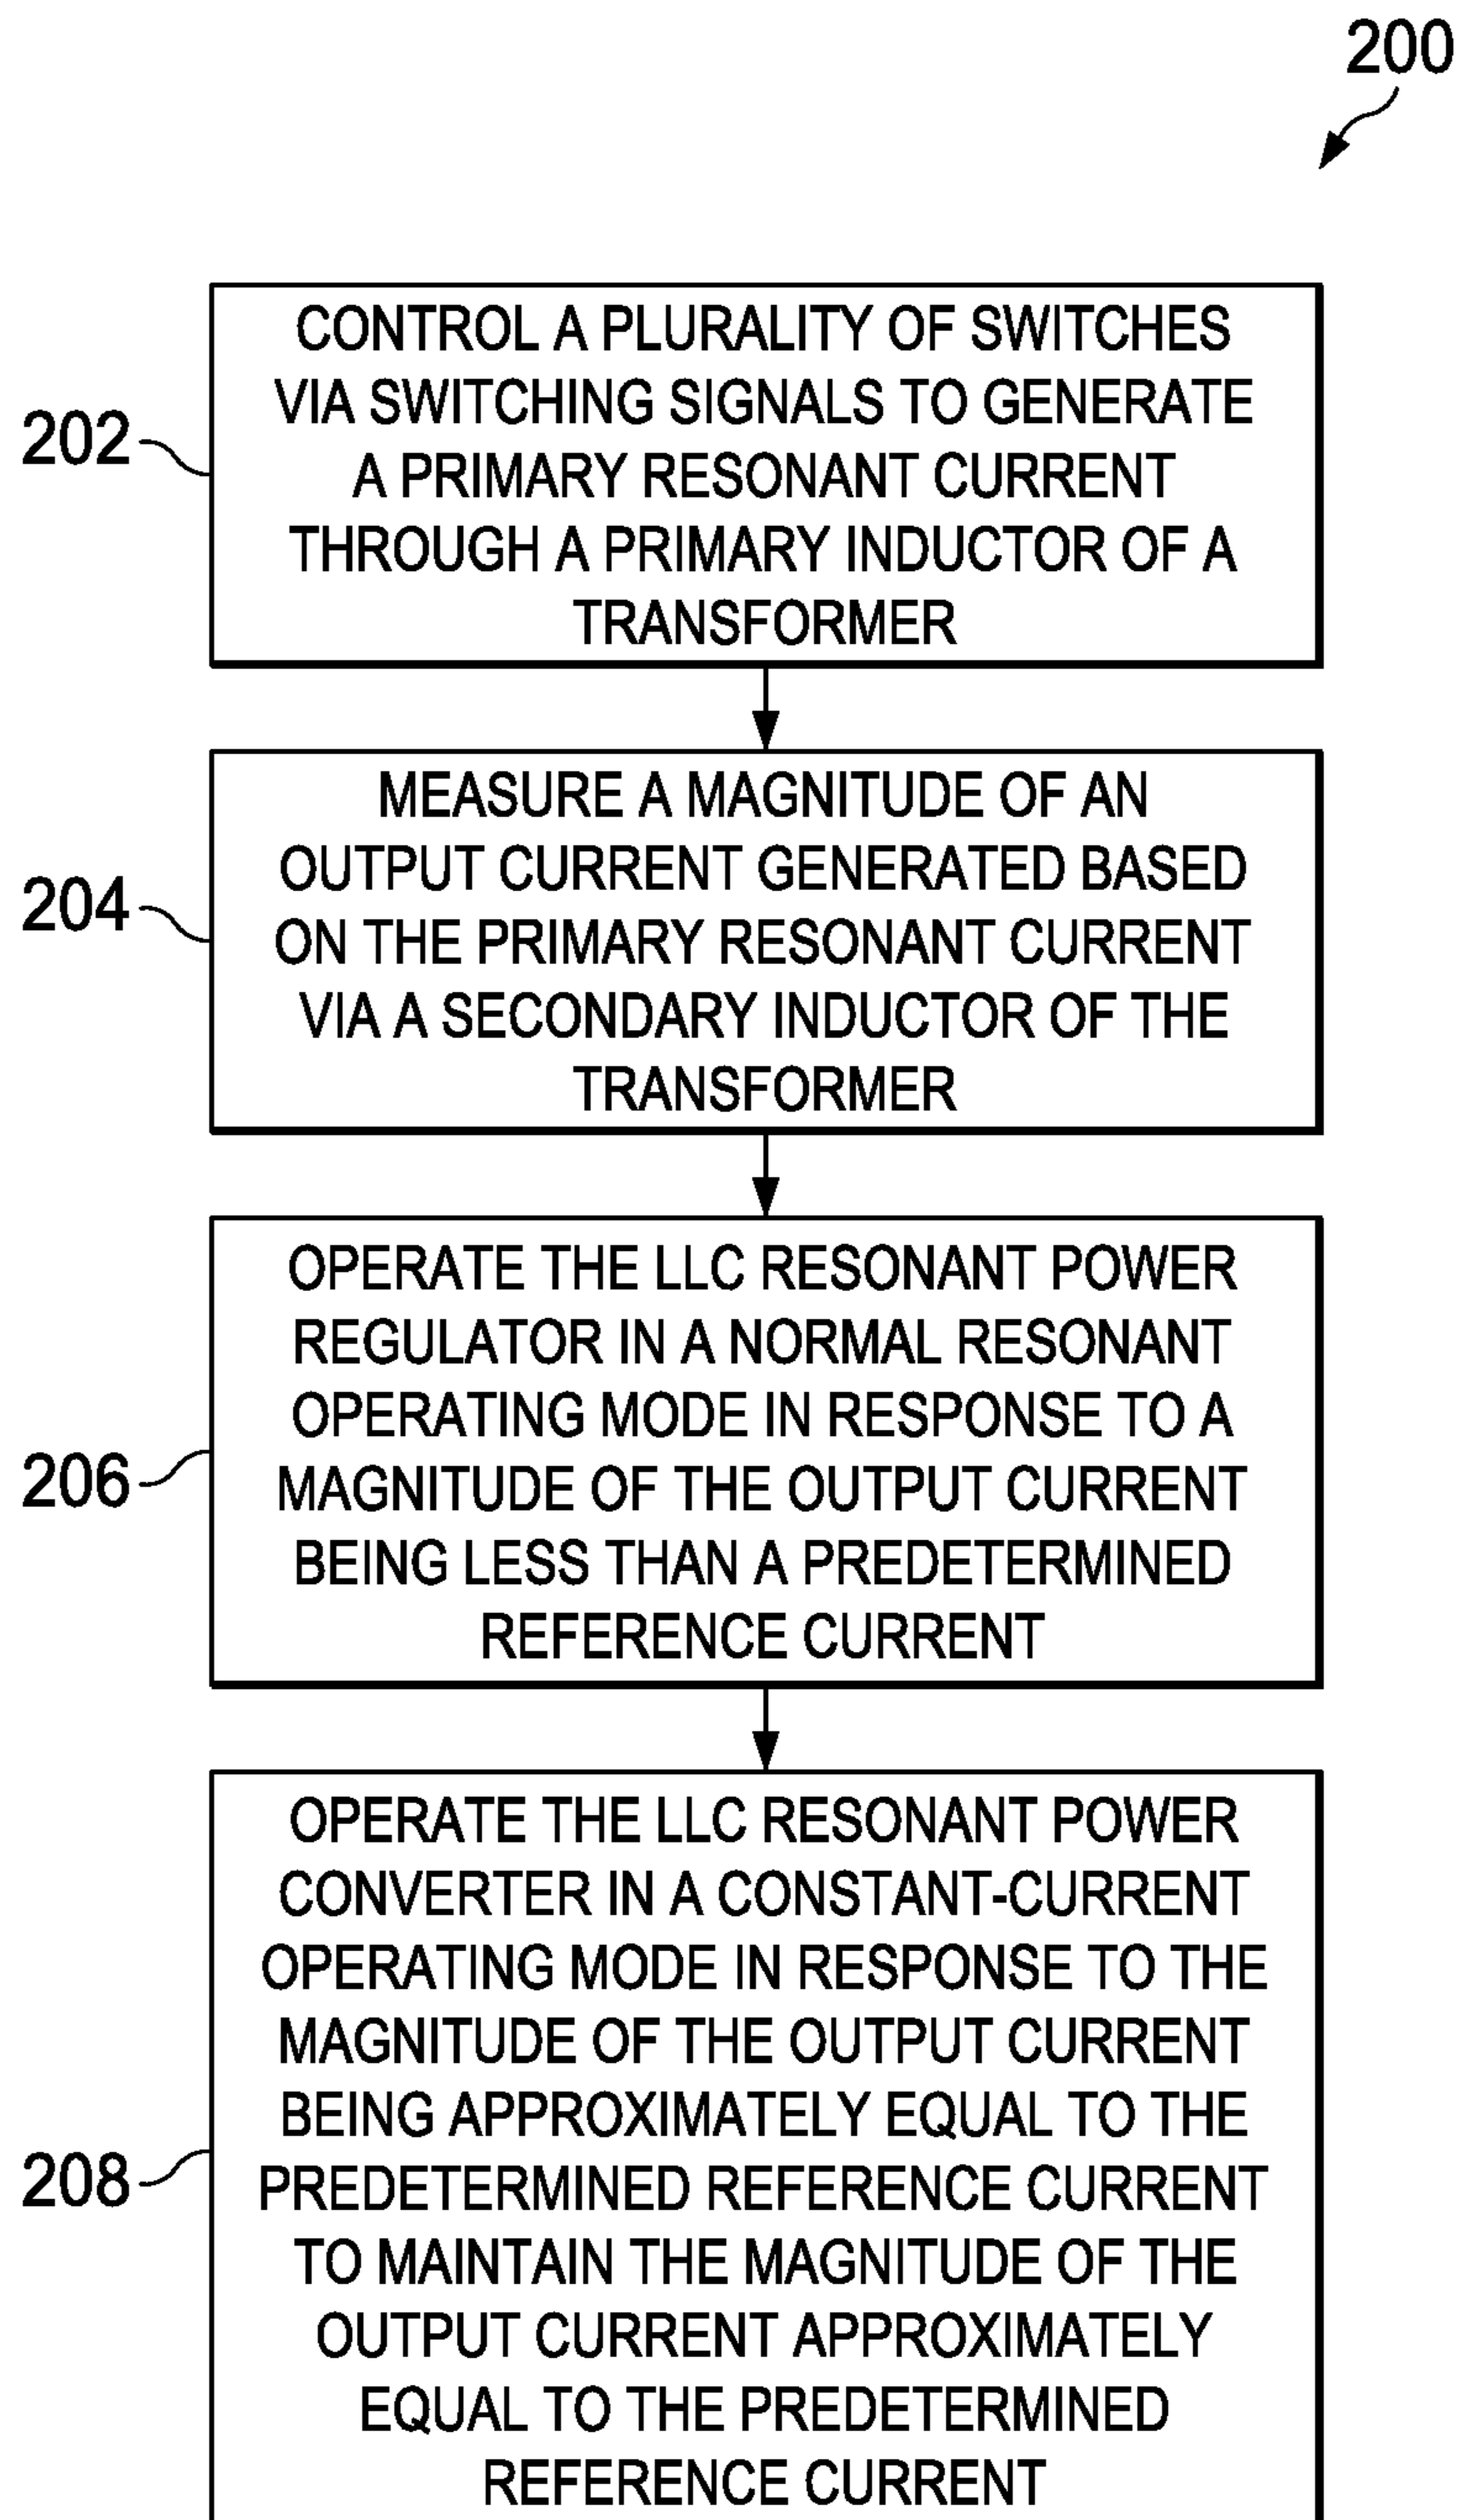 200
CONTROL A PLURALITY OF SWITCHES
VIA SWITCHING SIGNALS TO GENERATE
A PRIMARY RESONANT CURRENT
THROUGH A PRIMARY INDUCTOR OF A
TRANSFORMER
202
MEASURE A MAGNITUDE OF AN
OUTPUT CURRENT GENERATED BASED
ON THE PRIMARY RESONANT CURRENT
VIA A SECONDARY INDUCTOR OF THE
TRANSFORMER
204
OPERATE THE LLC RESONANT POWER
REGULATOR IN A NORMAL RESONANT
OPERATING MODE IN RESPONSE TO A
MAGNITUDE OF THE OUTPUT CURRENT
BEING LESS THAN A PREDETERMINED
REFERENCE CURRENT
206
OPERATE THE LLC RESONANT POWER
CONVERTER IN A CONSTANT-CURRENT
OPERATING MODE IN RESPONSE TO THE
MAGNITUDE OF THE OUTPUT CURRENT
BEING APPROXIMATELY EQUAL TO THE
PREDETERMINED REFERENCE CURRENT
TO MAINTAIN THE MAGNITUDE OF THE
OUTPUT CURRENT APPROXIMATELY
EQUAL TO THE PREDETERMINED
REFERENCE CURRENT
208